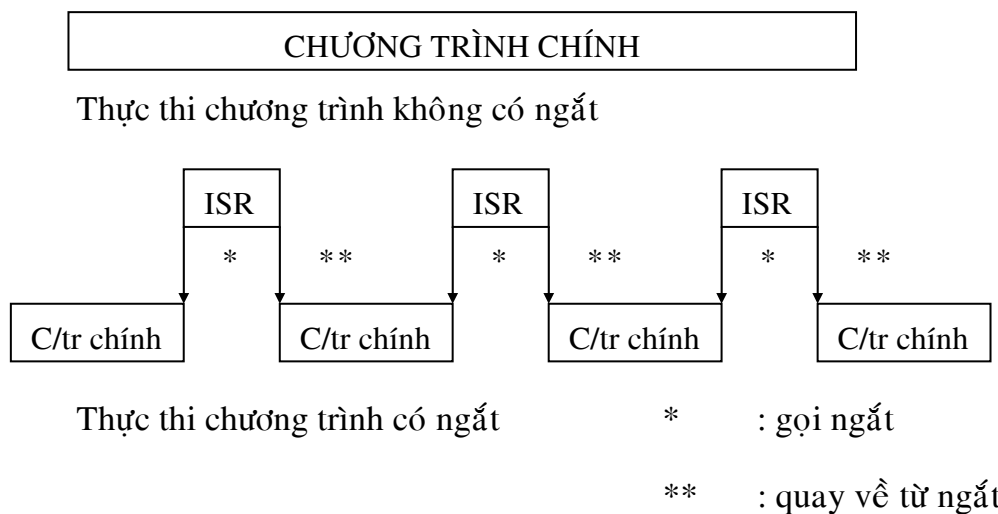 CHƯƠNG TRÌNH CHÍNH
Thực thi chương trình không có ngắt
ISR ISR ISR
* ** * ** * **
C/tr chính C/tr chính C/tr chính C/tr chính
Thực thi chương trình có ngắt * : gọi ngắt
** : quay về từ ngắt